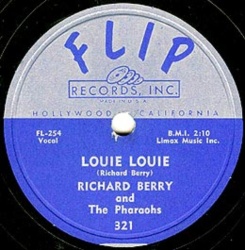 FLIP
RECORDS, INC.
MADE IN U.S.A.
HOLLYWOOD CALIFORNIA
FL-254
Vocal
B.M.I. 2:10
Limax Music Inc.
LOUIE LOUIE
(Richard Berry)
RICHARD BERRY
and
The Pharaohs
321